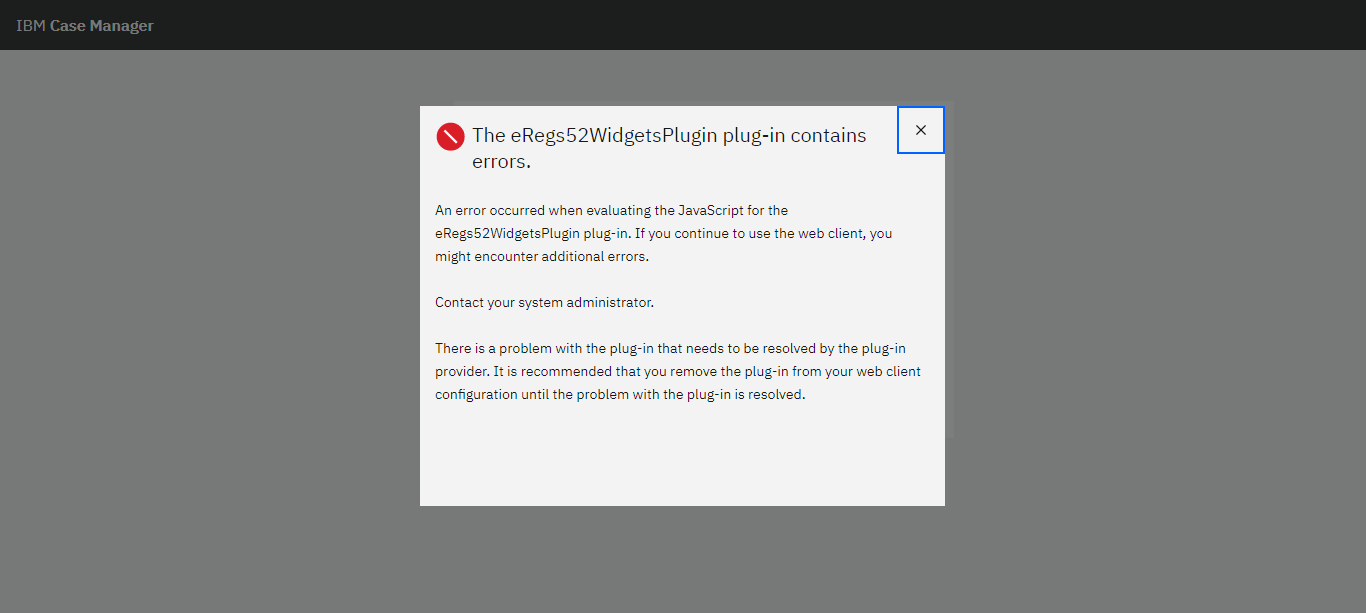 IBM Case Manager
The eRegs52WidgetsPlugin plug-in contains
errors.
An error occurred when evaluating the JavaScript for the
eRegs52WidgetsPlugin plug-in. If you continue to use the web client, you
might encounter additional errors.
Contact your system administrator.
There is a problem with the plug-in that needs to be resolved by the plug-in
provider. It is recommended that you remove the plug-in from your web client
configuration until the problem with the plug-in is resolved.